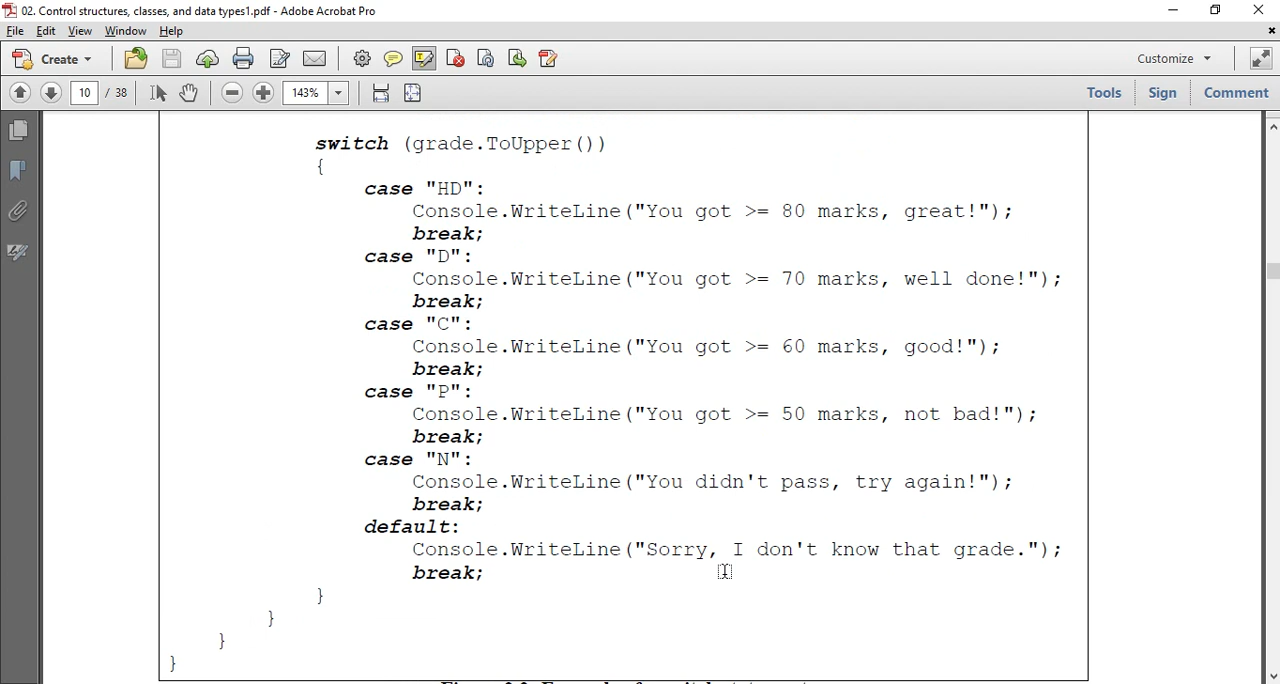 02. Control structures, classes, and data types1.pdf - Adobe Acrobat Pro
File Edit View Window Help
Create Customize
10 / 38 143% Tools Sign Comment
switch (grade.ToUpper())
{
case "HD":
Console.WriteLine("You got >= 80 marks, great!");
break;
case "D":
Console.WriteLine("You got >= 70 marks, well done!");
break;
case "C":
Console.WriteLine("You got >= 60 marks, good!");
break;
case "P":
Console.WriteLine("You got >= 50 marks, not bad!");
break;
case "N":
Console.WriteLine("You didn't pass, try again!");
break;
default:
Console.WriteLine("Sorry, I don't know that grade.");
break;
}
}
}
}